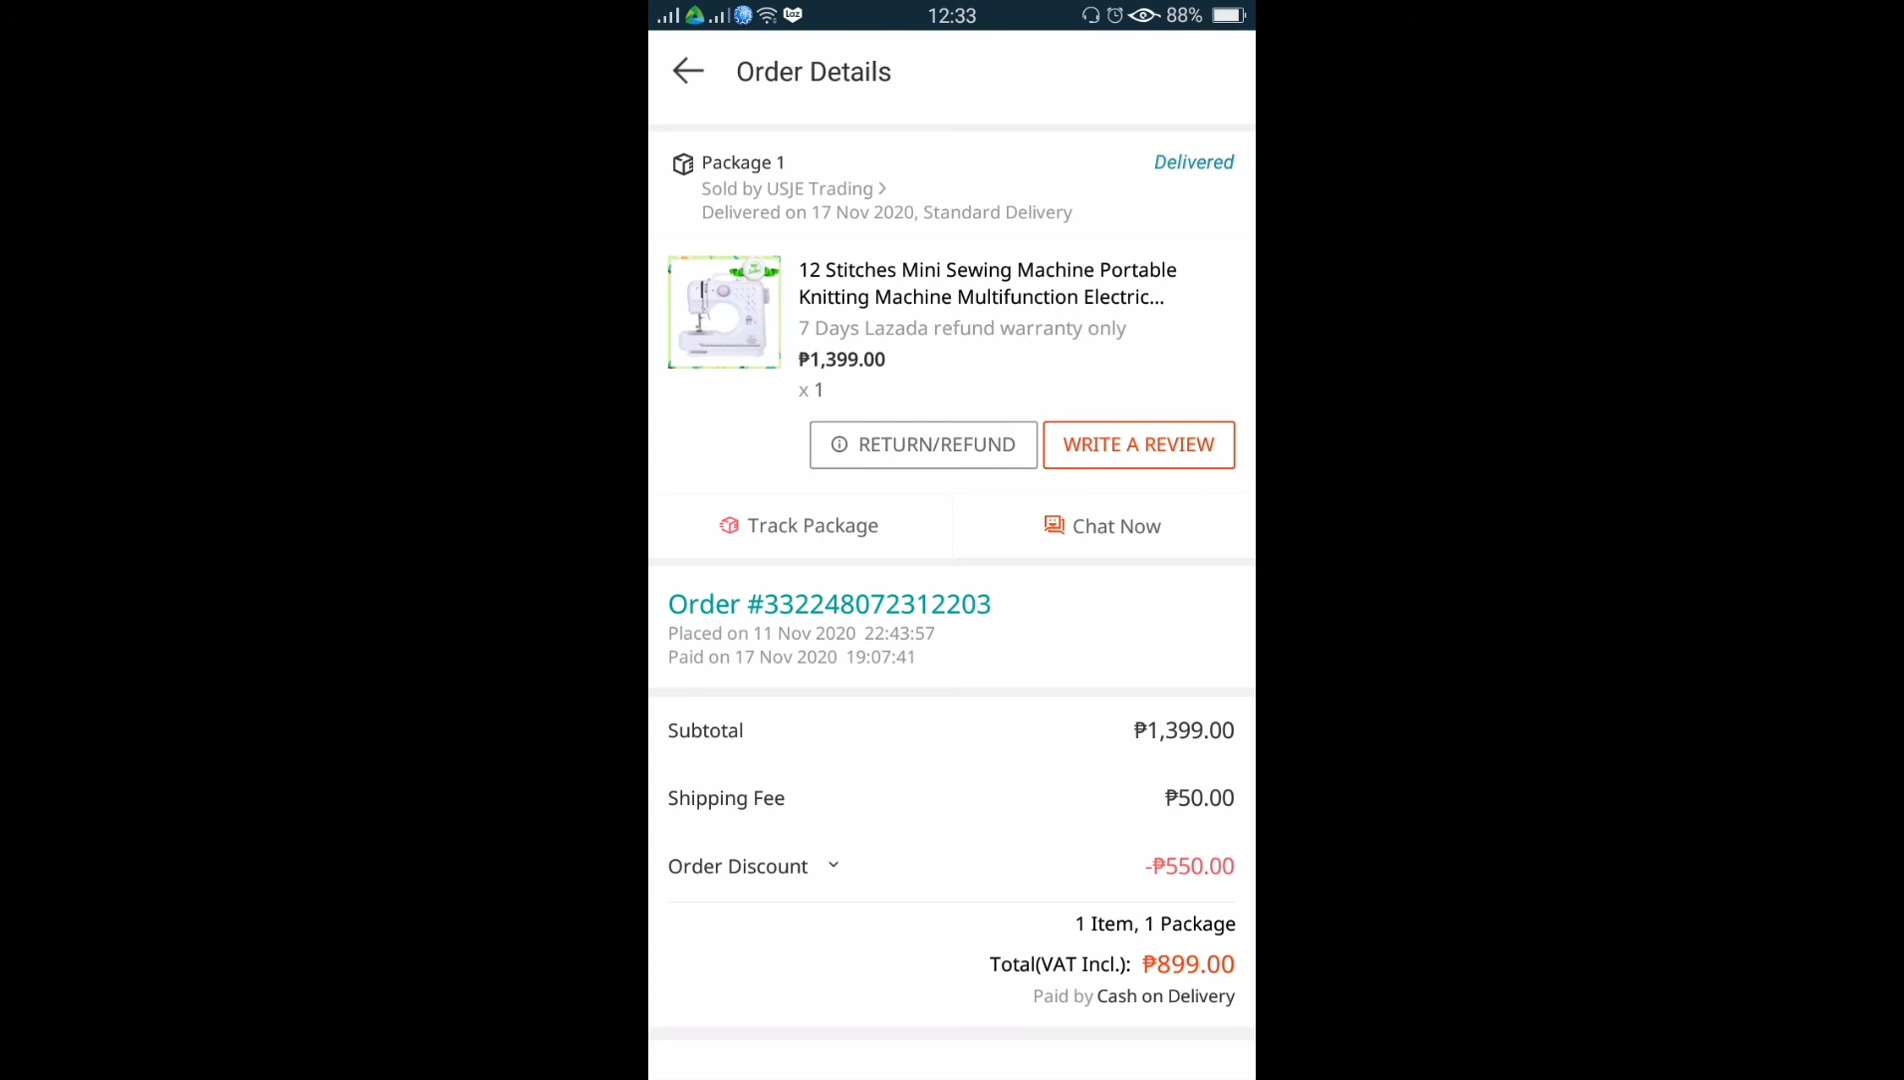 Laz
12:33
88%
Order Details
Package 1
Delivered
Sold by USJE Trading >
Delivered on 17 Nov 2020, Standard Delivery
12 Stitches Mini Sewing Machine Portable
Knitting Machine Multifunction Electric...
7 Days Lazada refund warranty only
₱1,399.00
x 1
RETURN/REFUND
WRITE A REVIEW
Track Package
Chat Now
Order #332248072312203
Placed on 11 Nov 2020 22:43:57
Paid on 17 Nov 2020 19:07:41
Subtotal
₱1,399.00
Shipping Fee
₱50.00
Order Discount
-₱550.00
1 Item, 1 Package
Total(VAT Incl.): ₱899.00
Paid by Cash on Delivery